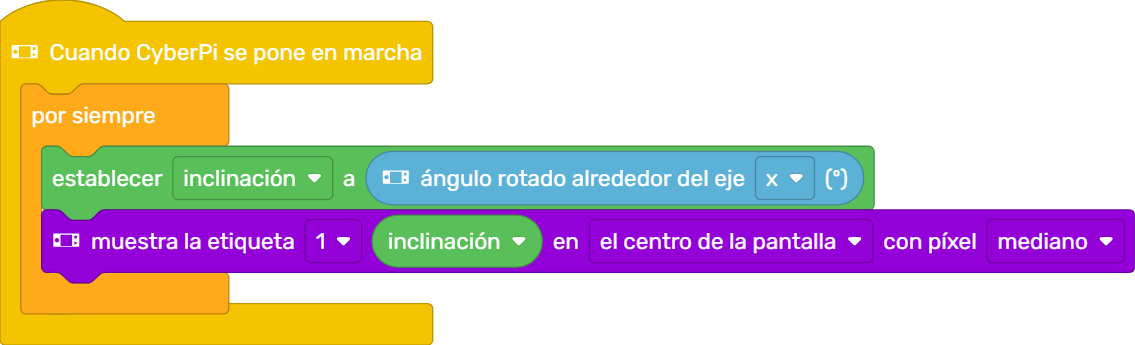 Cuando CyberPi se pone en marcha
por siempre
establecer inclinación a ángulo rotado alrededor del eje x (°)
muestra la etiqueta 1 inclinación en el centro de la pantalla con píxel mediano